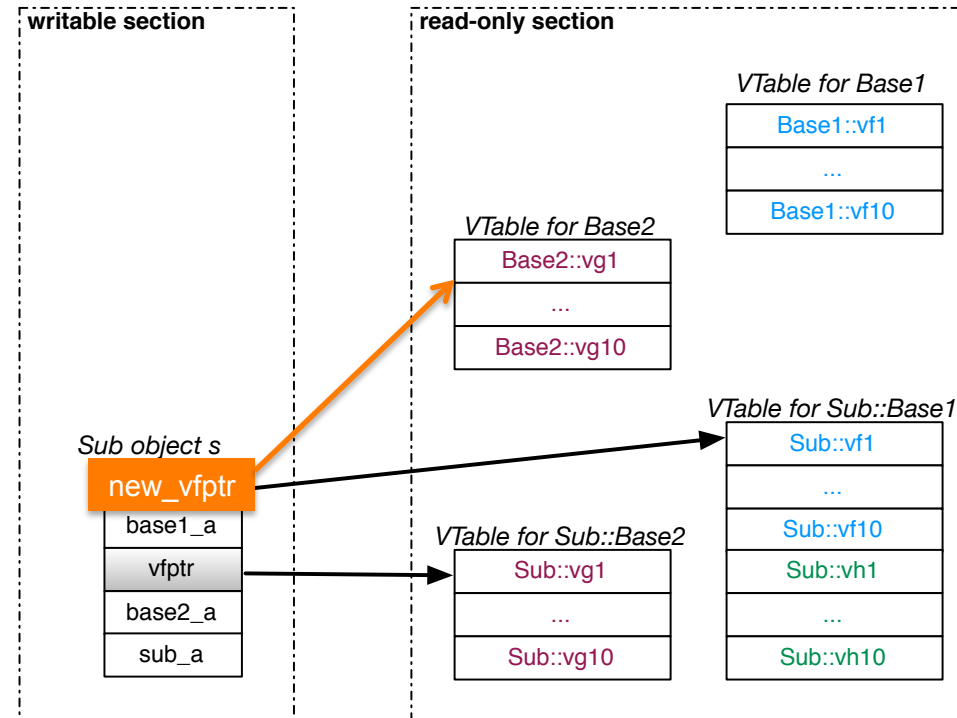 writable section
read-only section
VTable for Base1
Base1::vf1
...
Base1::vf10
VTable for Base2
Base2::vg1
...
Base2::vg10
Sub object s
new_vfptr
base1_a
vfptr
base2_a
sub_a
VTable for Sub::Base2
Sub::vg1
...
Sub::vg10
VTable for Sub::Base1
Sub::vf1
...
Sub::vf10
Sub::vh1
...
Sub::vh10